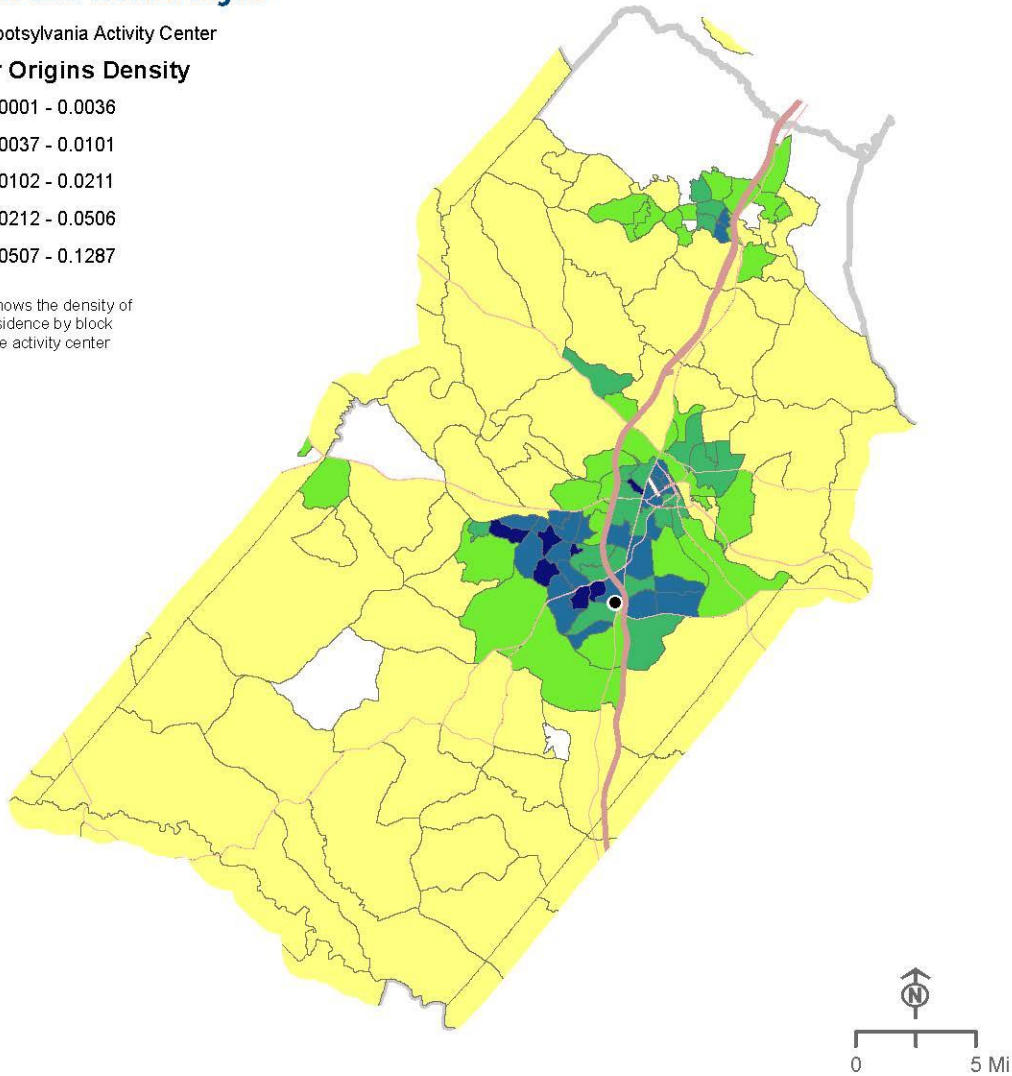 potsylvania Activity Center
r Origins Density
0001 - 0.0036
0037 - 0.0101
0102 - 0.0211
0212 - 0.0506
0507 - 0.1287
hows the density of
sidence by block
e activity center
N
0 5 Mi